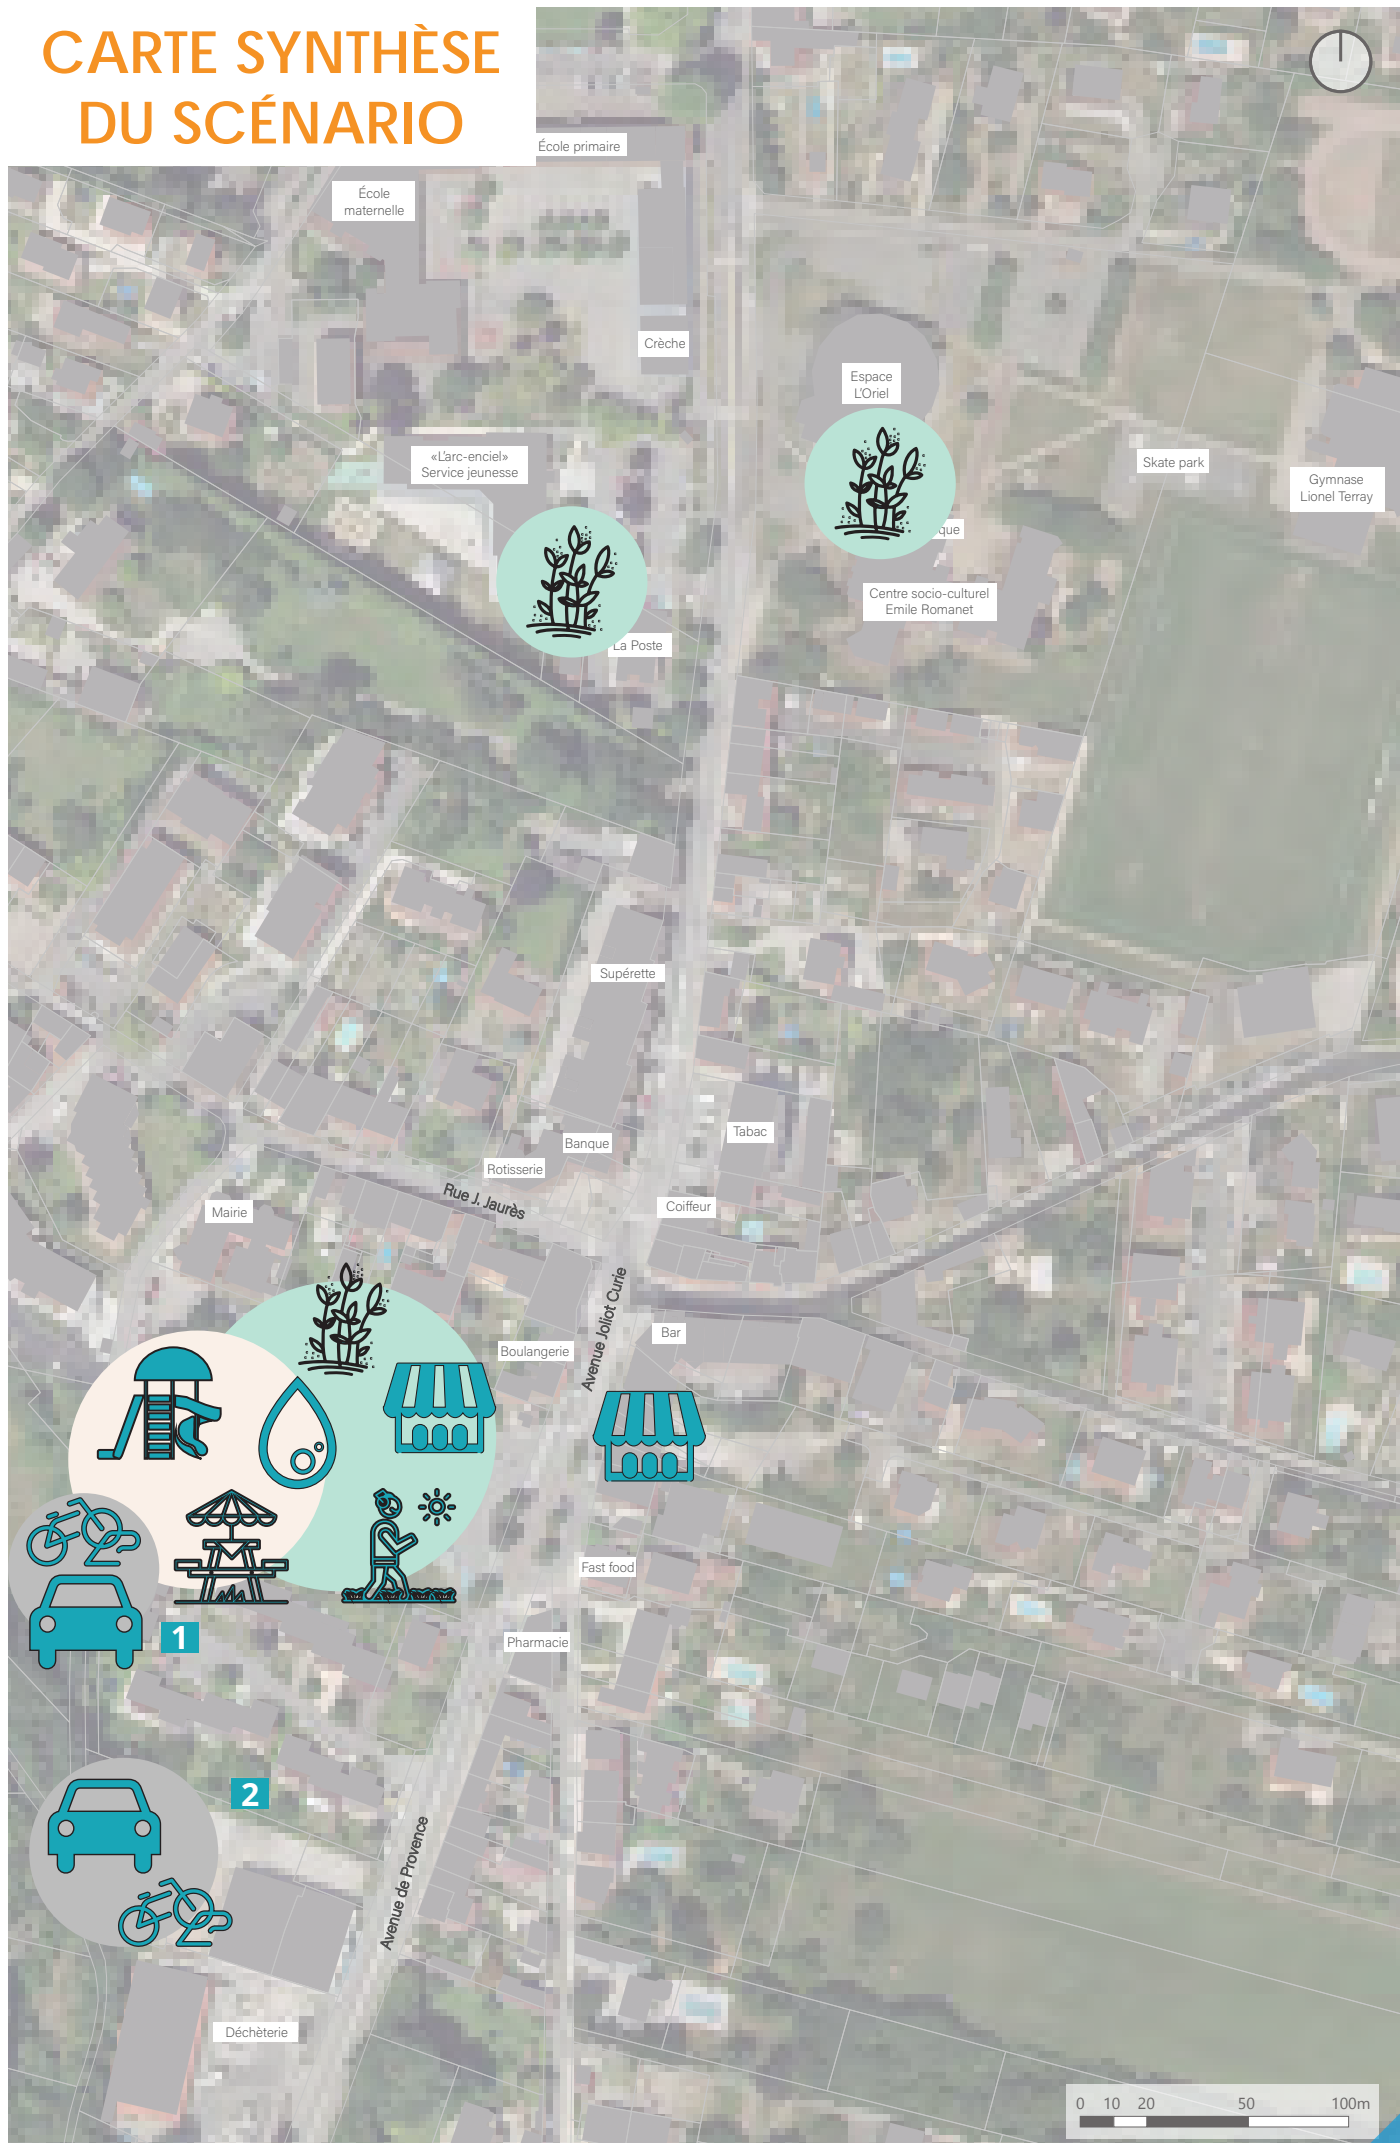 CARTE SYNTHÈSE
DU SCÉNARIO
École primaire
École
maternelle
Crèche
Espace
L'Oriel
«L'arc-enciel»
Service jeunesse
Skate park
Gymnase
Lionel Terray
que
Centre socio-culturel
Emile Romanet
La Poste
Supérette
Tabac
Banque
Rotisserie
Rue J. Jaurès
Coiffeur
Mairie
Avenue Joliot Curie
Bar
Boulangerie
Fast food
1
Pharmacie
2
Avenue de Provence
Déchèterie
0 10 20 50 100m